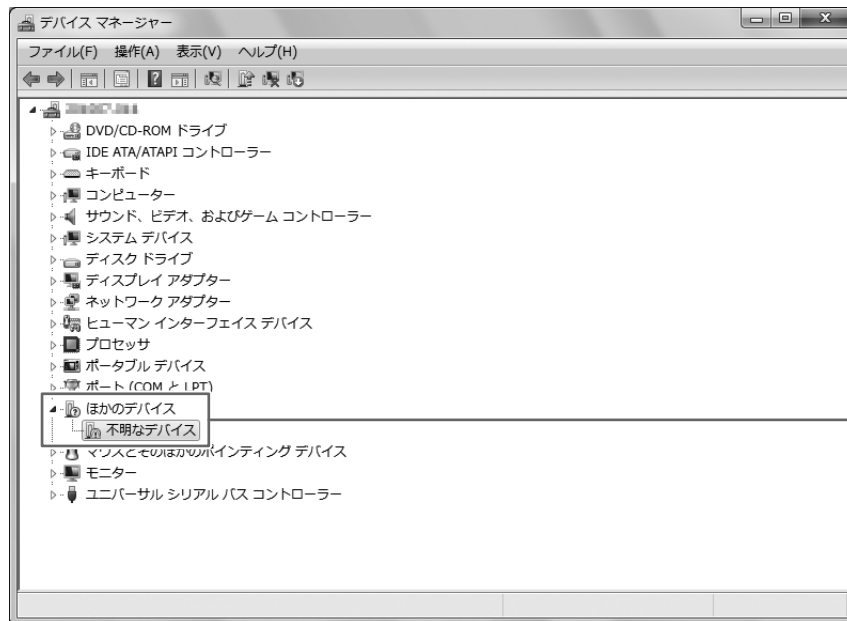 デバイス マネージャー
ファイル(F) 操作(A) 表示(V) ヘルプ(H)
DVD/CD-ROM ドライブ
IDE ATA/ATAPI コントローラー
キーボード
コンピューター
サウンド、ビデオ、およびゲーム コントローラー
システム デバイス
ディスク ドライブ
ディスプレイ アダプター
ネットワーク アダプター
ヒューマン インターフェイス デバイス
プロセッサ
ポータブル デバイス
ポート (COM と LPT)
ほかのデバイス
不明なデバイス
マウスとそのほかのポインティング デバイス
モニター
ユニバーサル シリアル バス コントローラー